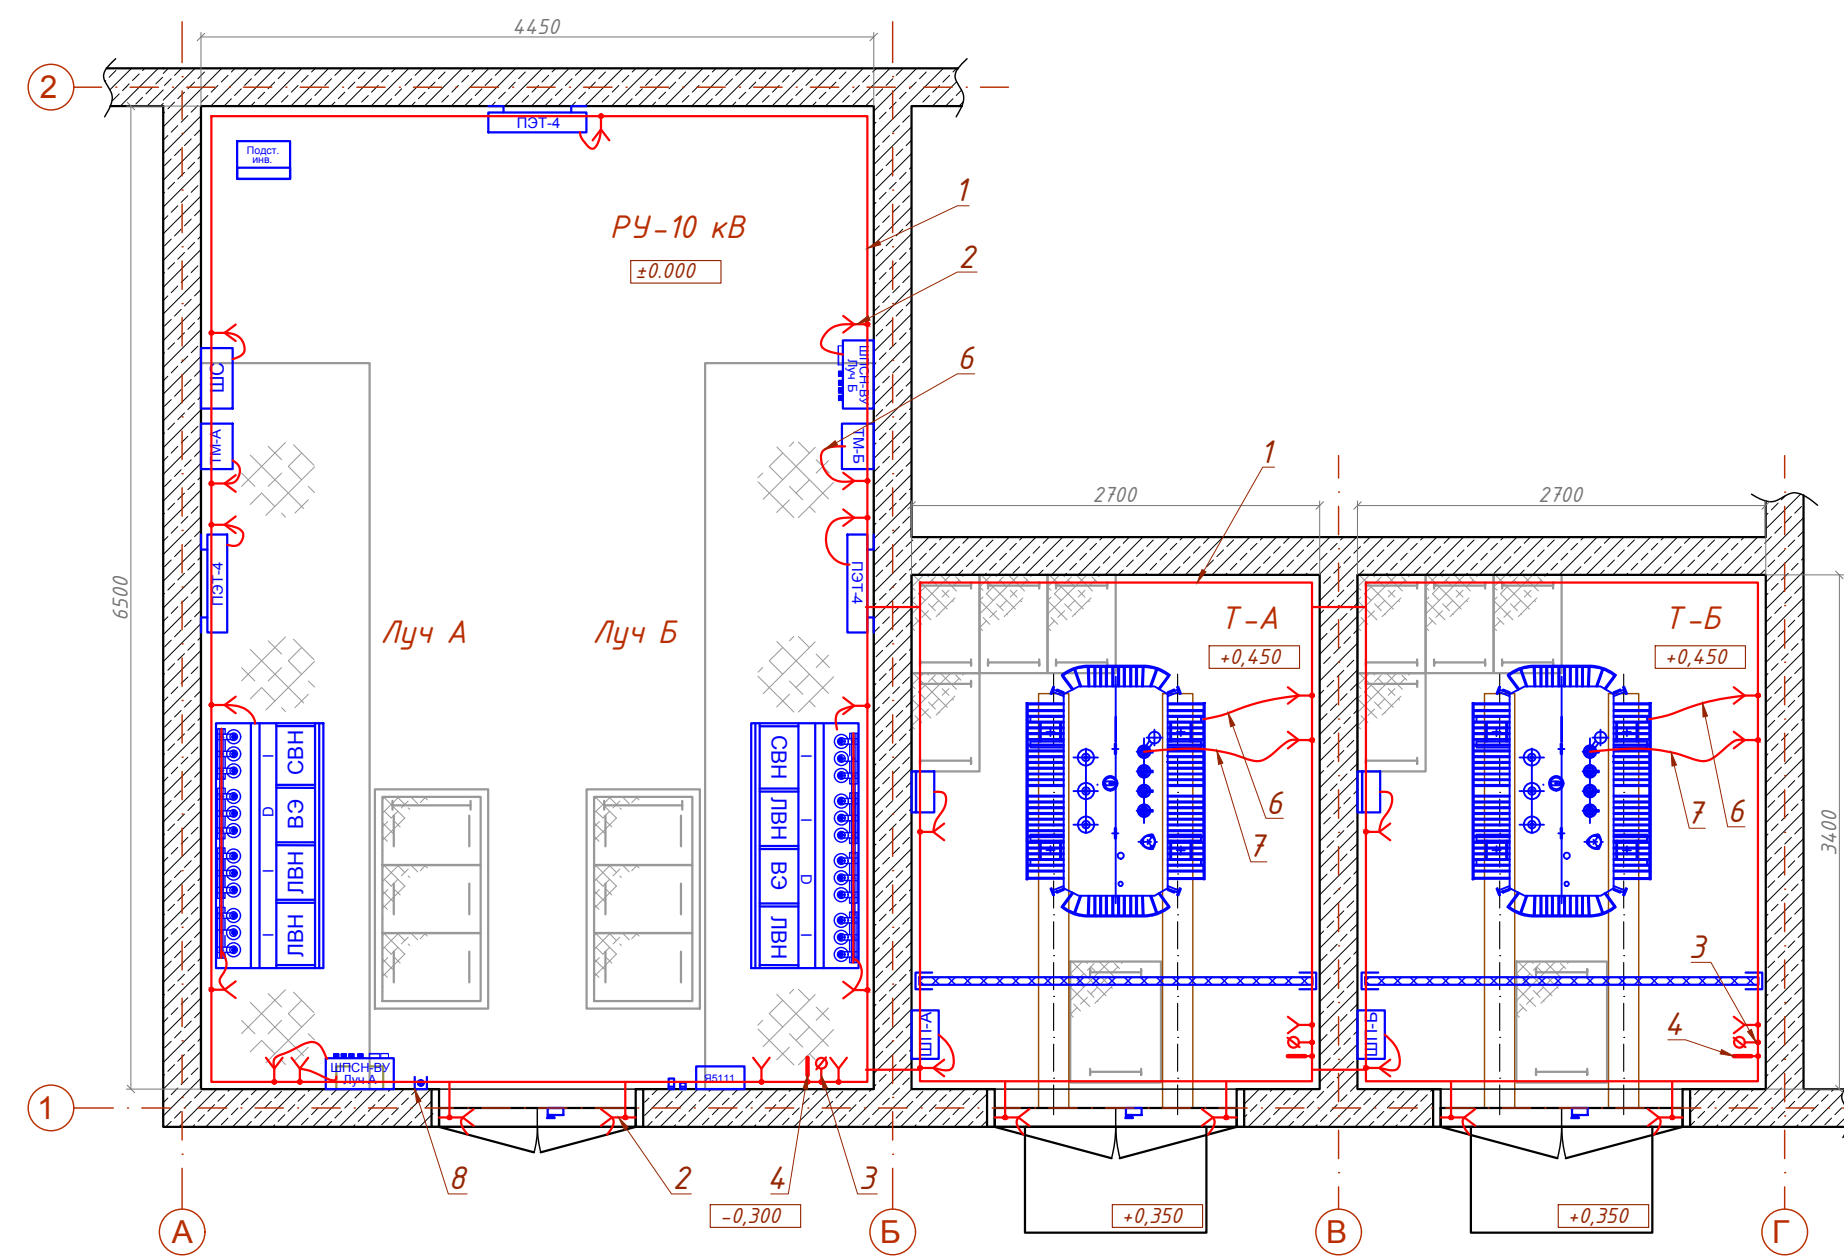 4450
2
ПЭТ-4
Подст.
инв.
1
РУ-10 кВ
±0.000
2
6
ШС
ШПСН-ВУ
Луч Б
ТМ-А
ТМ-Б
1
2700
2700
ПЭТ-4
ПЭТ-4
6500
Луч А
Луч Б
Т-А
+0,450
Т-Б
+0,450
СВН
ВЭ
ЛВН
ЛВН
I
D
I
I
СВН
ЛВН
ВЭ
ЛВН
I
I
D
I
6
7
7
6
3400
3
4
ШП-А
ШП-Б
ШПСН-ВУ
Луч А
Я5111
1
8
2
4
3
-0,300
+0,350
+0,350
А
Б
В
Г